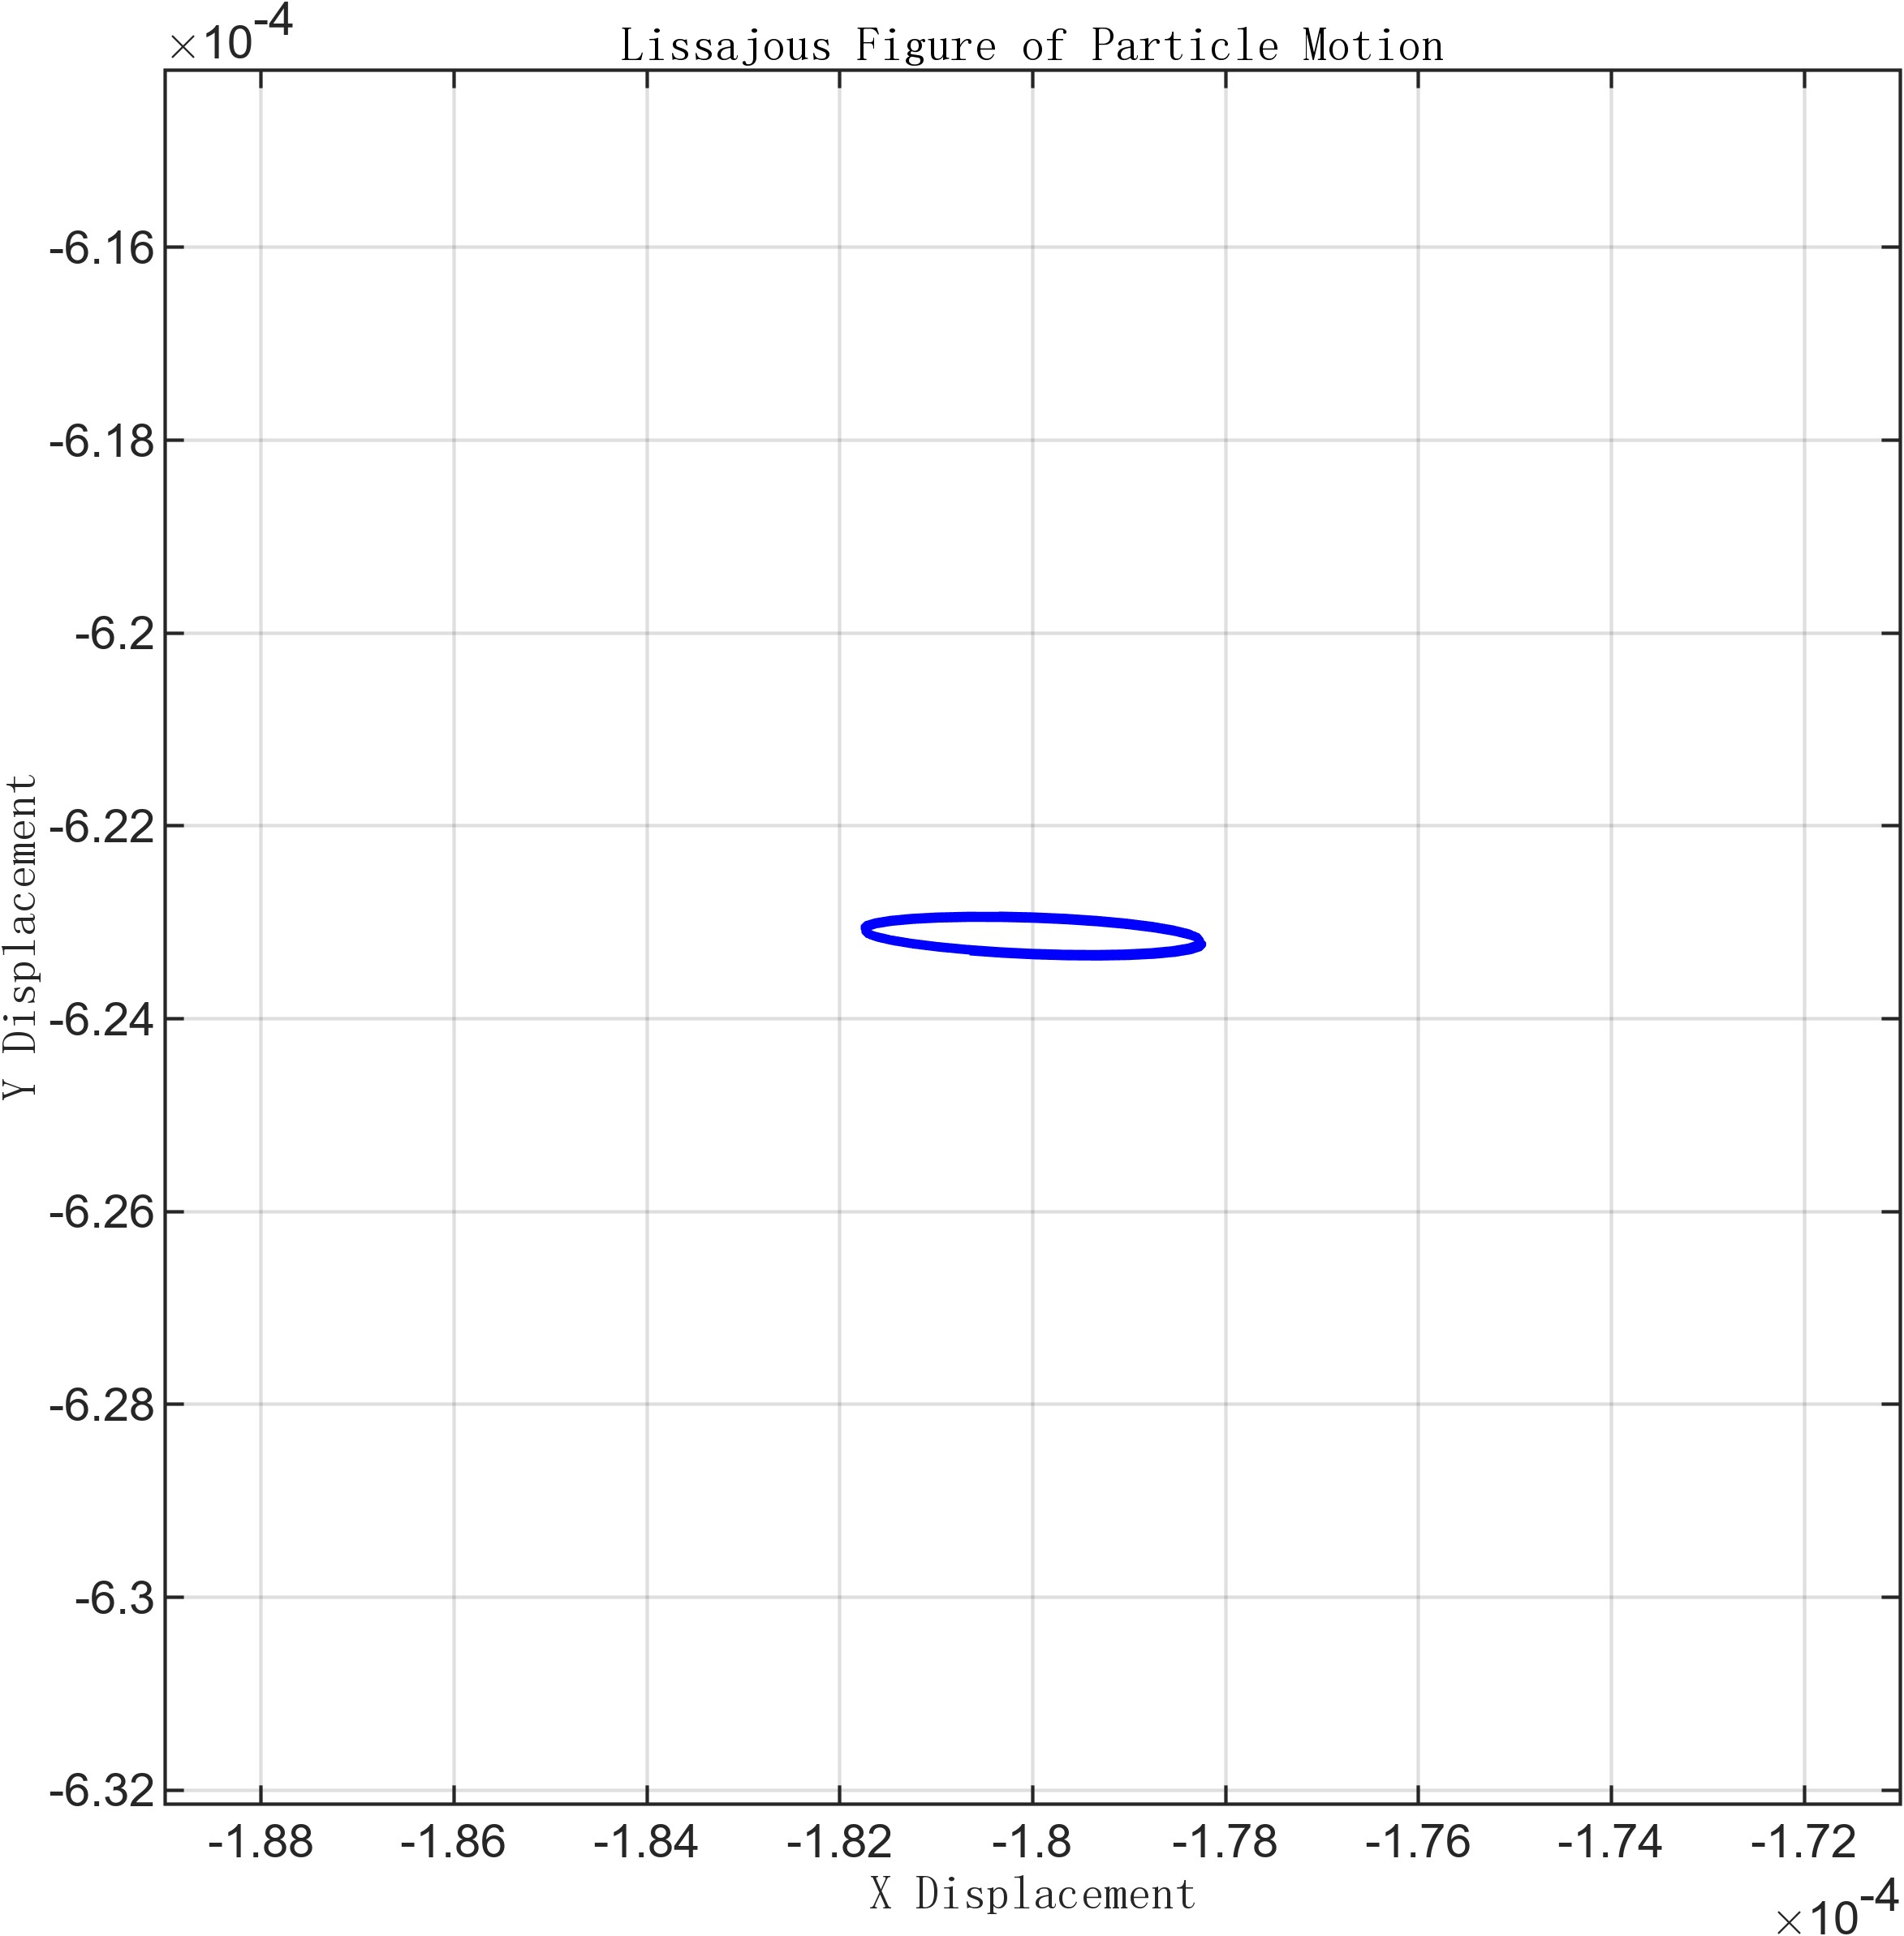 ×10-4
Lissajous Figure of Particle Motion
-6.16
-6.18
-6.2
-6.22
-6.24
-6.26
-6.28
-6.3
-6.32
Y Displacement
-1.88 -1.86 -1.84 -1.82 -1.8 -1.78 -1.76 -1.74 -1.72
X Displacement
×10-4